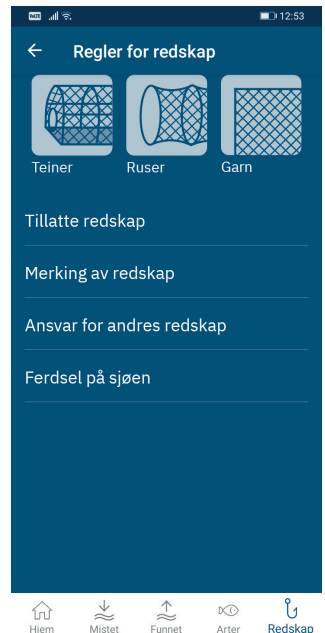 12:53
Regler for redskap
Teiner Ruser Garn
Tillatte redskap
Merking av redskap
Ansvar for andres redskap
Ferdsel på sjøen
Hjem Mistet Funnet Arter Redskap